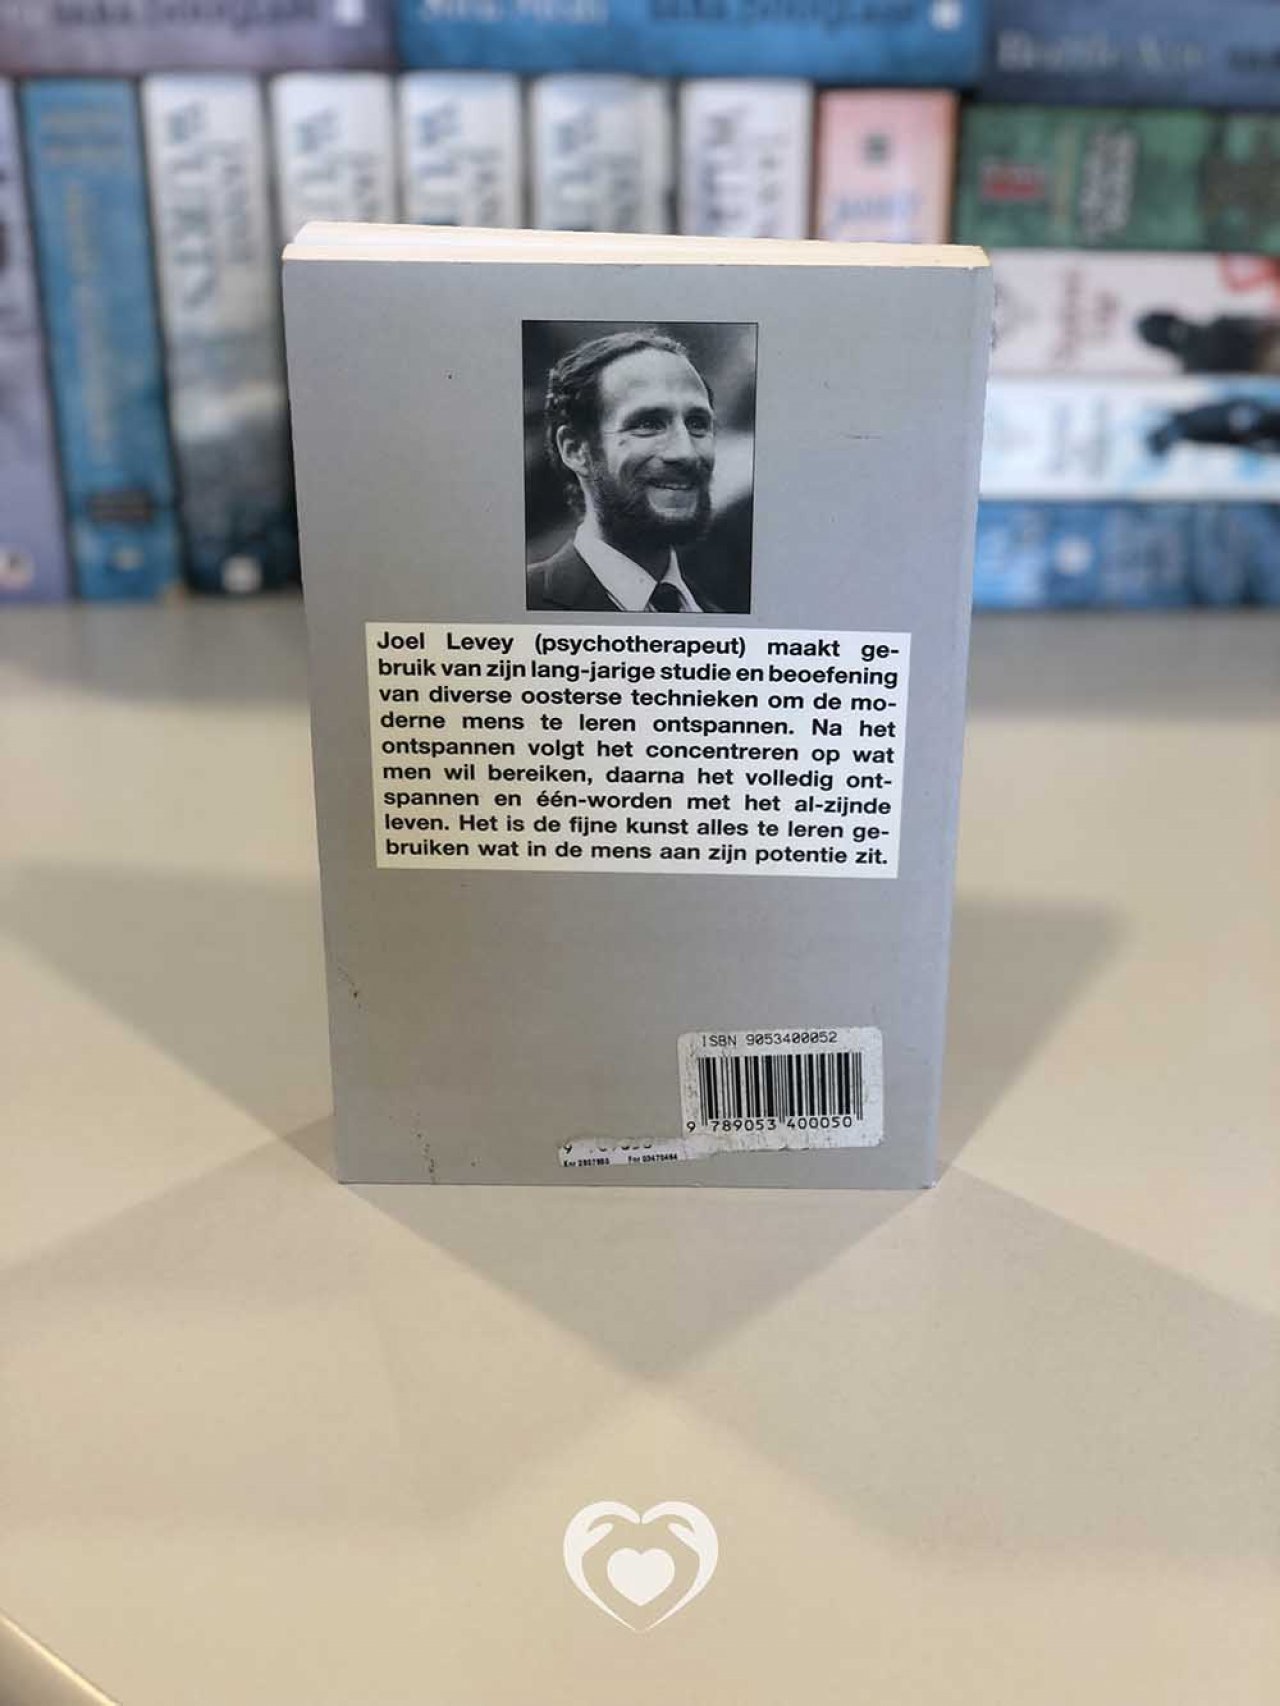 Joel Levey (psychotherapeut) maakt ge-
bruik van zijn lang-jarige studie en beoefening
van diverse oosterse technieken om de mo-
derne mens te leren ontspannen. Na het
ontspannen volgt het concentreren op wat
men wil bereiken, daarna het volledig ont-
spannen en één-worden met het al-zijnde
leven. Het is de fijne kunst alles te leren ge-
bruiken wat in de mens aan zijn potentie zit.
ISBN 9053400052
9 789053 400050